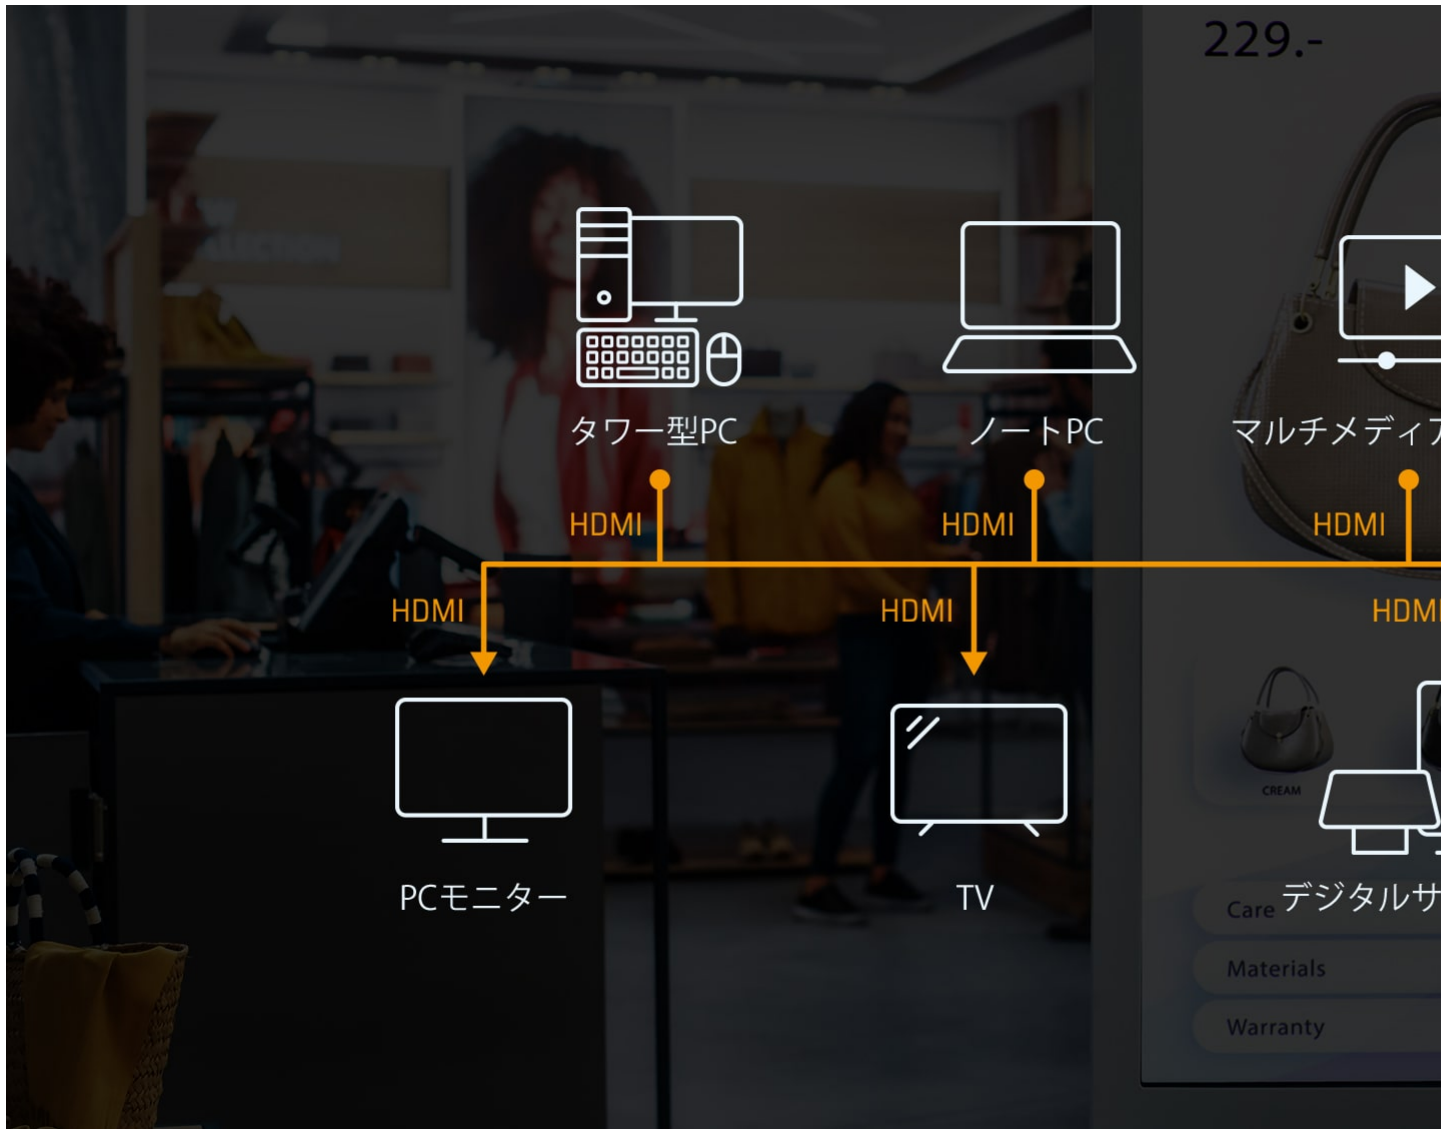 229.-
タワー型PC
ノートPC
マルチメディア
HDMI
HDMI
HDMI
HDMI
HDMI
HDMI
CREAM
PCモニター
TV
デジタルサ
Care
Materials
Warranty